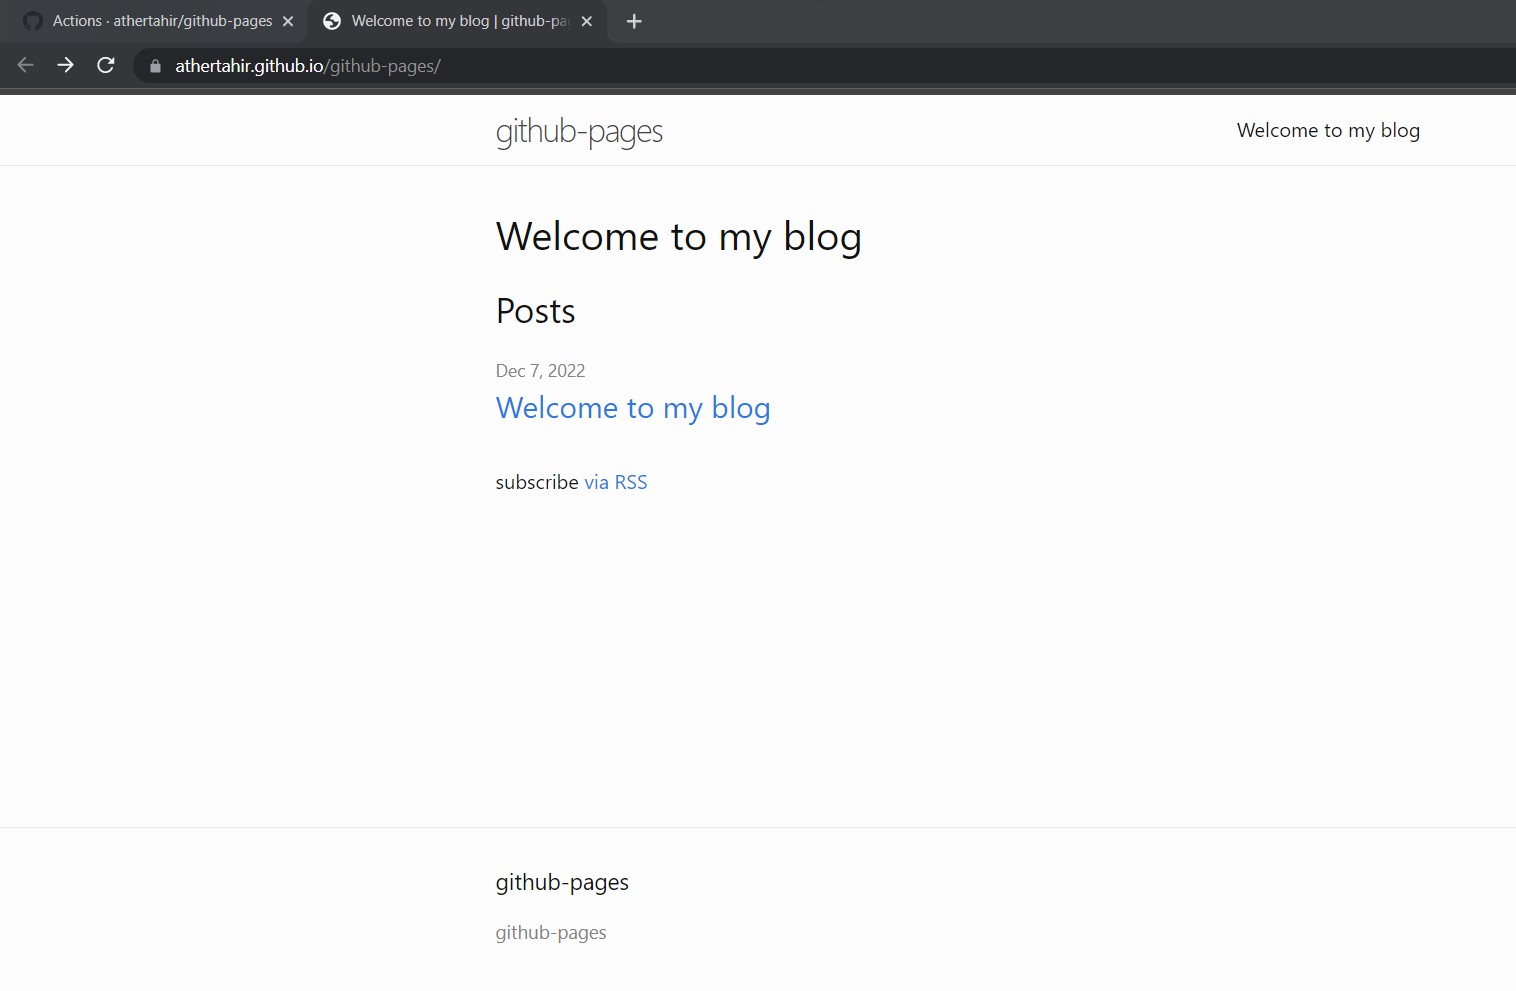 Actions · athertahir/github-pages
Welcome to my blog | github-pa
athertahir.github.io/github-pages/
github-pages
Welcome to my blog
Welcome to my blog
Posts
Dec 7, 2022
Welcome to my blog
subscribe via RSS
github-pages
github-pages